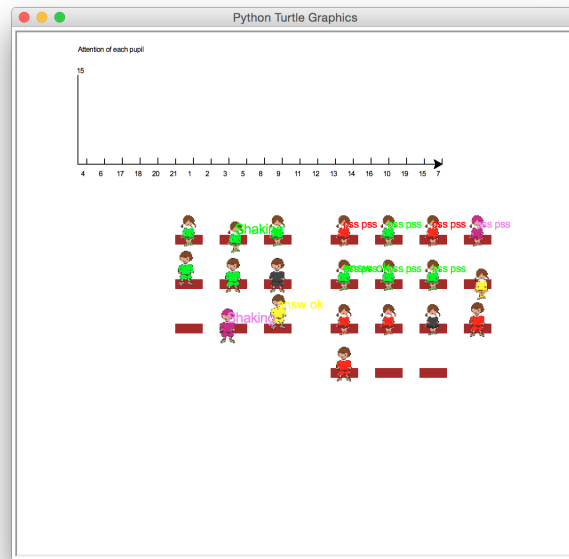 Python Turtle Graphics
Attention of each pupil
15
4 6 17 18 20 21 1 2 3 5 8 9 11 12 13 14 16 10 19 15 7
Shaking pss pss pss pss pss pss pss pss
pss pss pss pss
answ ok
Shaking